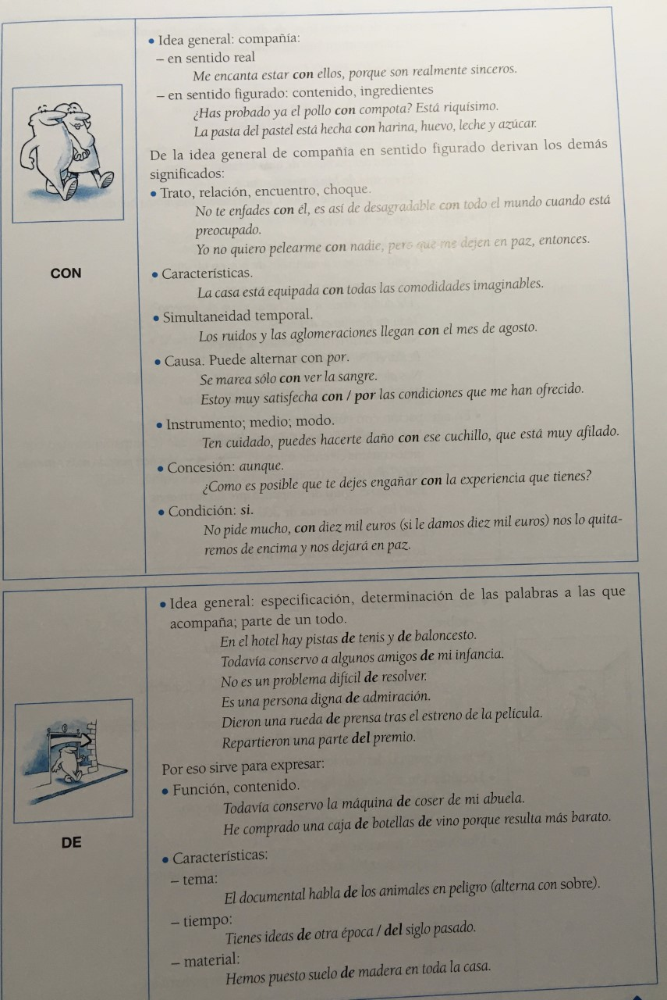 • Idea general: compañía:
– en sentido real
Me encanta estar con ellos, porque son realmente sinceros.
– en sentido figurado: contenido, ingredientes
¿Has probado ya el pollo con compota? Está riquísimo.
La pasta del pastel está hecha con harina, huevo, leche y azúcar.
De la idea general de compañía en sentido figurado derivan los demás
significados:
• Trato, relación, encuentro, choque.
No te enfades con él, es así de desagradable con todo el mundo cuando está
preocupado.
Yo no quiero pelearme con nadie, pero que me dejen en paz, entonces.
CON
• Características.
La casa está equipada con todas las comodidades imaginables.
• Simultaneidad temporal.
Los ruidos y las aglomeraciones llegan con el mes de agosto.
• Causa. Puede alternar con por.
Se marea sólo con ver la sangre.
Estoy muy satisfecha con / por las condiciones que me han ofrecido.
• Instrumento; medio; modo.
Ten cuidado, puedes hacerte daño con ese cuchillo, que está muy afilado.
• Concesión: aunque.
¿Como es posible que te dejes engañar con la experiencia que tienes?
• Condición: si.
No pide mucho, con diez mil euros (si le damos diez mil euros) nos lo quita-
remos de encima y nos dejará en paz.
• Idea general: especificación, determinación de las palabras a las que
acompaña; parte de un todo.
En el hotel hay pistas de tenis y de baloncesto.
Todavía conservo a algunos amigos de mi infancia.
No es un problema difícil de resolver.
Es una persona digna de admiración.
Dieron una rueda de prensa tras el estreno de la película.
Repartieron una parte del premio.
Por eso sirve para expresar:
• Función, contenido.
Todavía conservo la máquina de coser de mi abuela.
He comprado una caja de botellas de vino porque resulta más barato.
DE
• Características:
– tema:
El documental habla de los animales en peligro (alterna con sobre).
– tiempo:
Tienes ideas de otra época / del siglo pasado.
– material:
Hemos puesto suelo de madera en toda la casa.